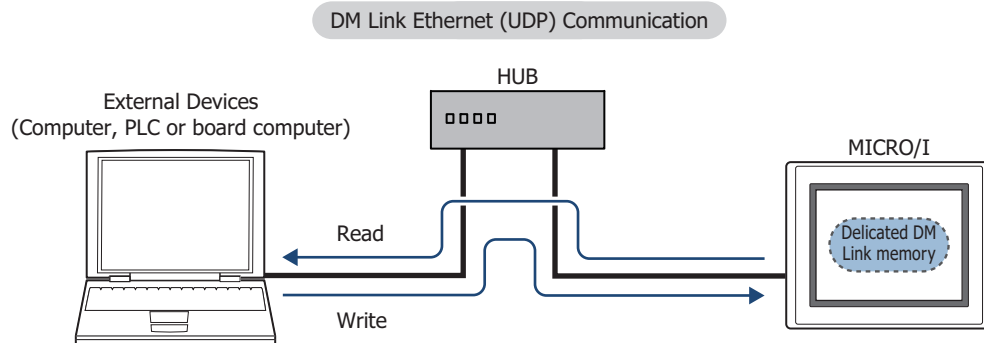 DM Link Ethernet (UDP) Communication
HUB
External Devices
(Computer, PLC or board computer)
MICRO/I
Read
Delicated DM
Link memory
Write